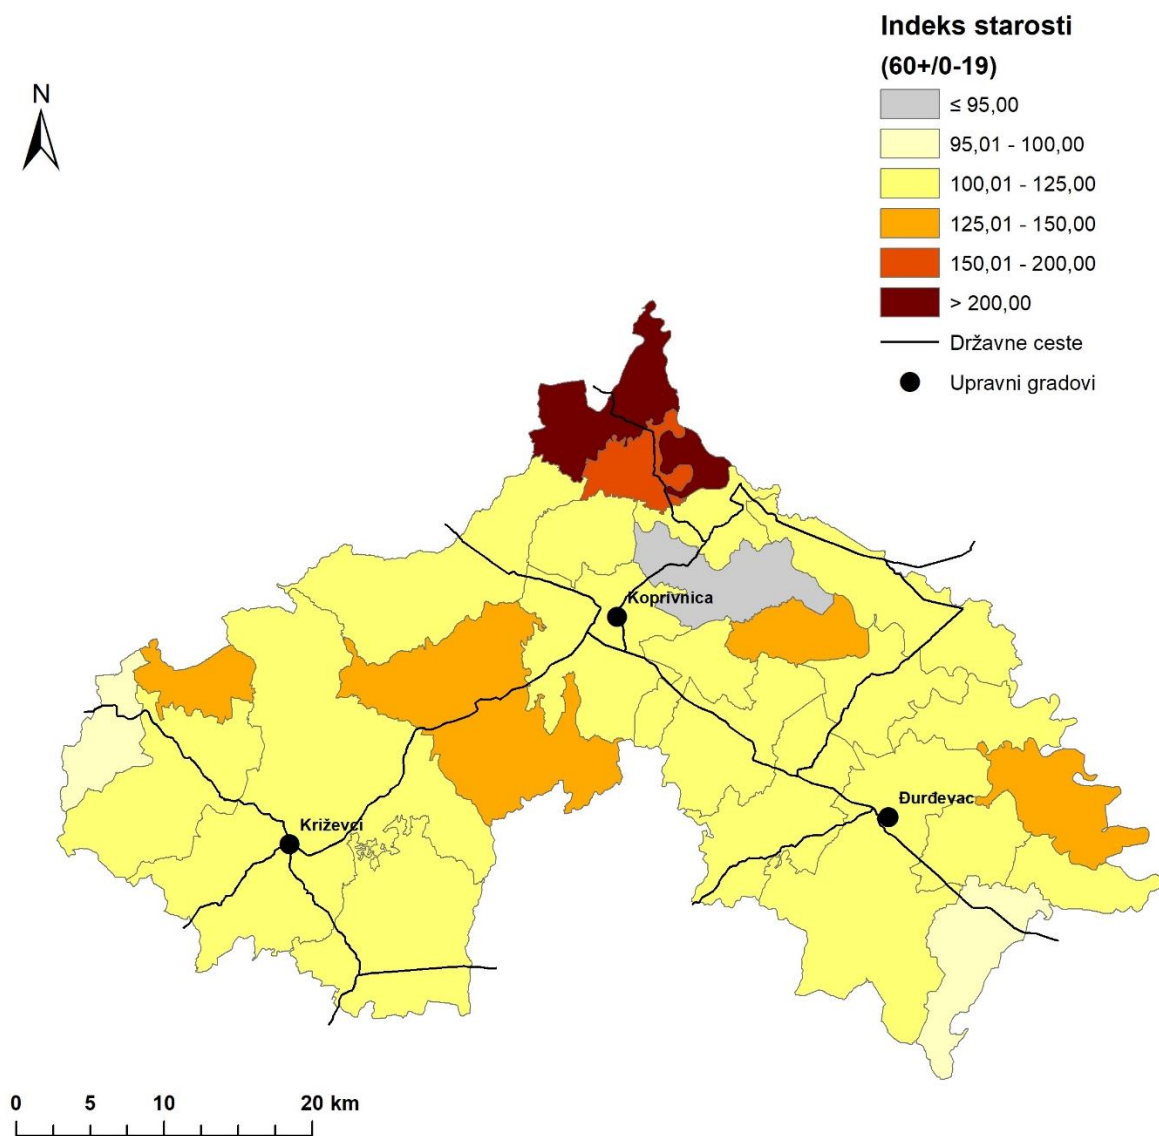 Indeks starosti
(60+/0-19)
≤ 95,00
95,01 - 100,00
100,01 - 125,00
125,01 - 150,00
150,01 - 200,00
> 200,00
Državne ceste
Upravni gradovi
N
Koprivnica
Đurđevac
Križevci
0 5 10 20 km